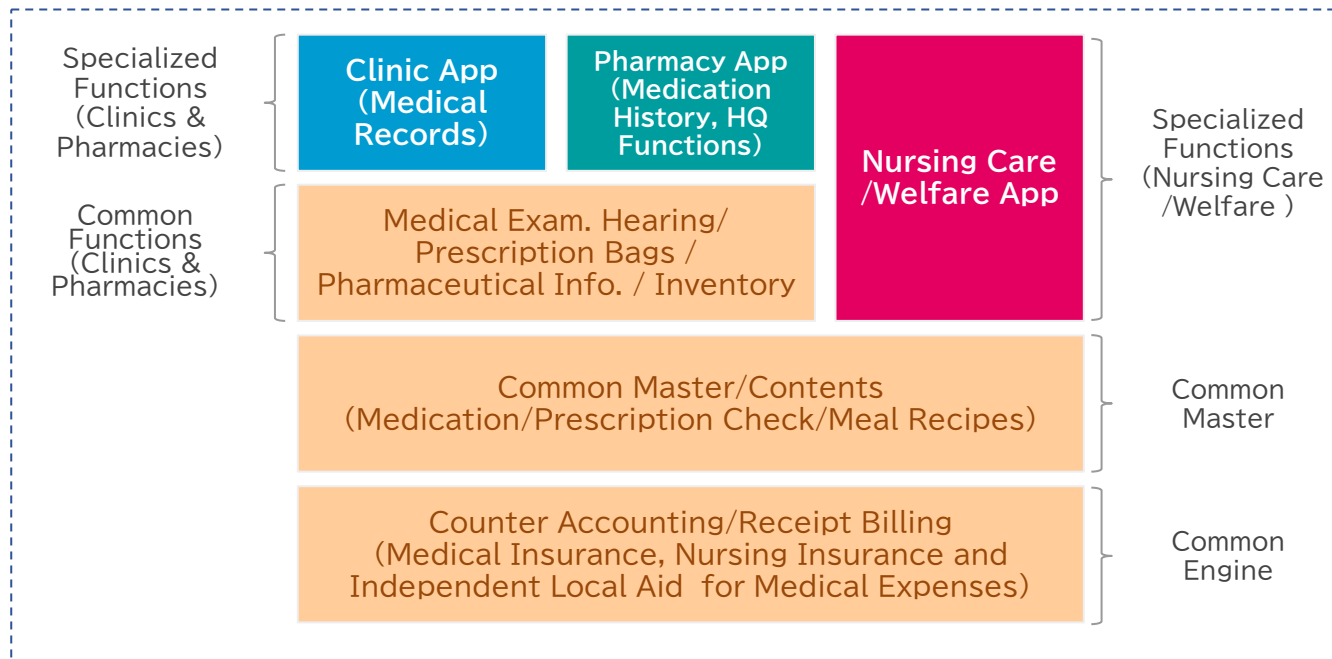 Specialized
Functions
(Clinics &
Pharmacies)
Clinic App
(Medical
Records)
Pharmacy App
(Medication
History, HQ
Functions)
Nursing Care
/Welfare App
Specialized
Functions
(Nursing Care
/Welfare )
Common
Functions
(Clinics &
Pharmacies)
Medical Exam. Hearing/
Prescription Bags /
Pharmaceutical Info. / Inventory
Common Master/Contents
(Medication/Prescription Check/Meal Recipes)
Common
Master
Counter Accounting/Receipt Billing
(Medical Insurance, Nursing Insurance and
Independent Local Aid  for Medical Expenses)
Common
Engine